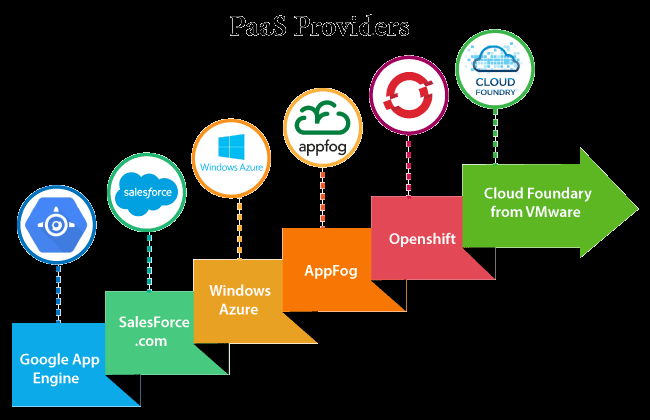 PaaS Providers
CLOUD
FOUNDRY
appfog
Windows Azure
salesforce
Cloud Foundary
from VMware
Openshift
AppFog
Windows
Azure
SalesForce
.com
Google App
Engine